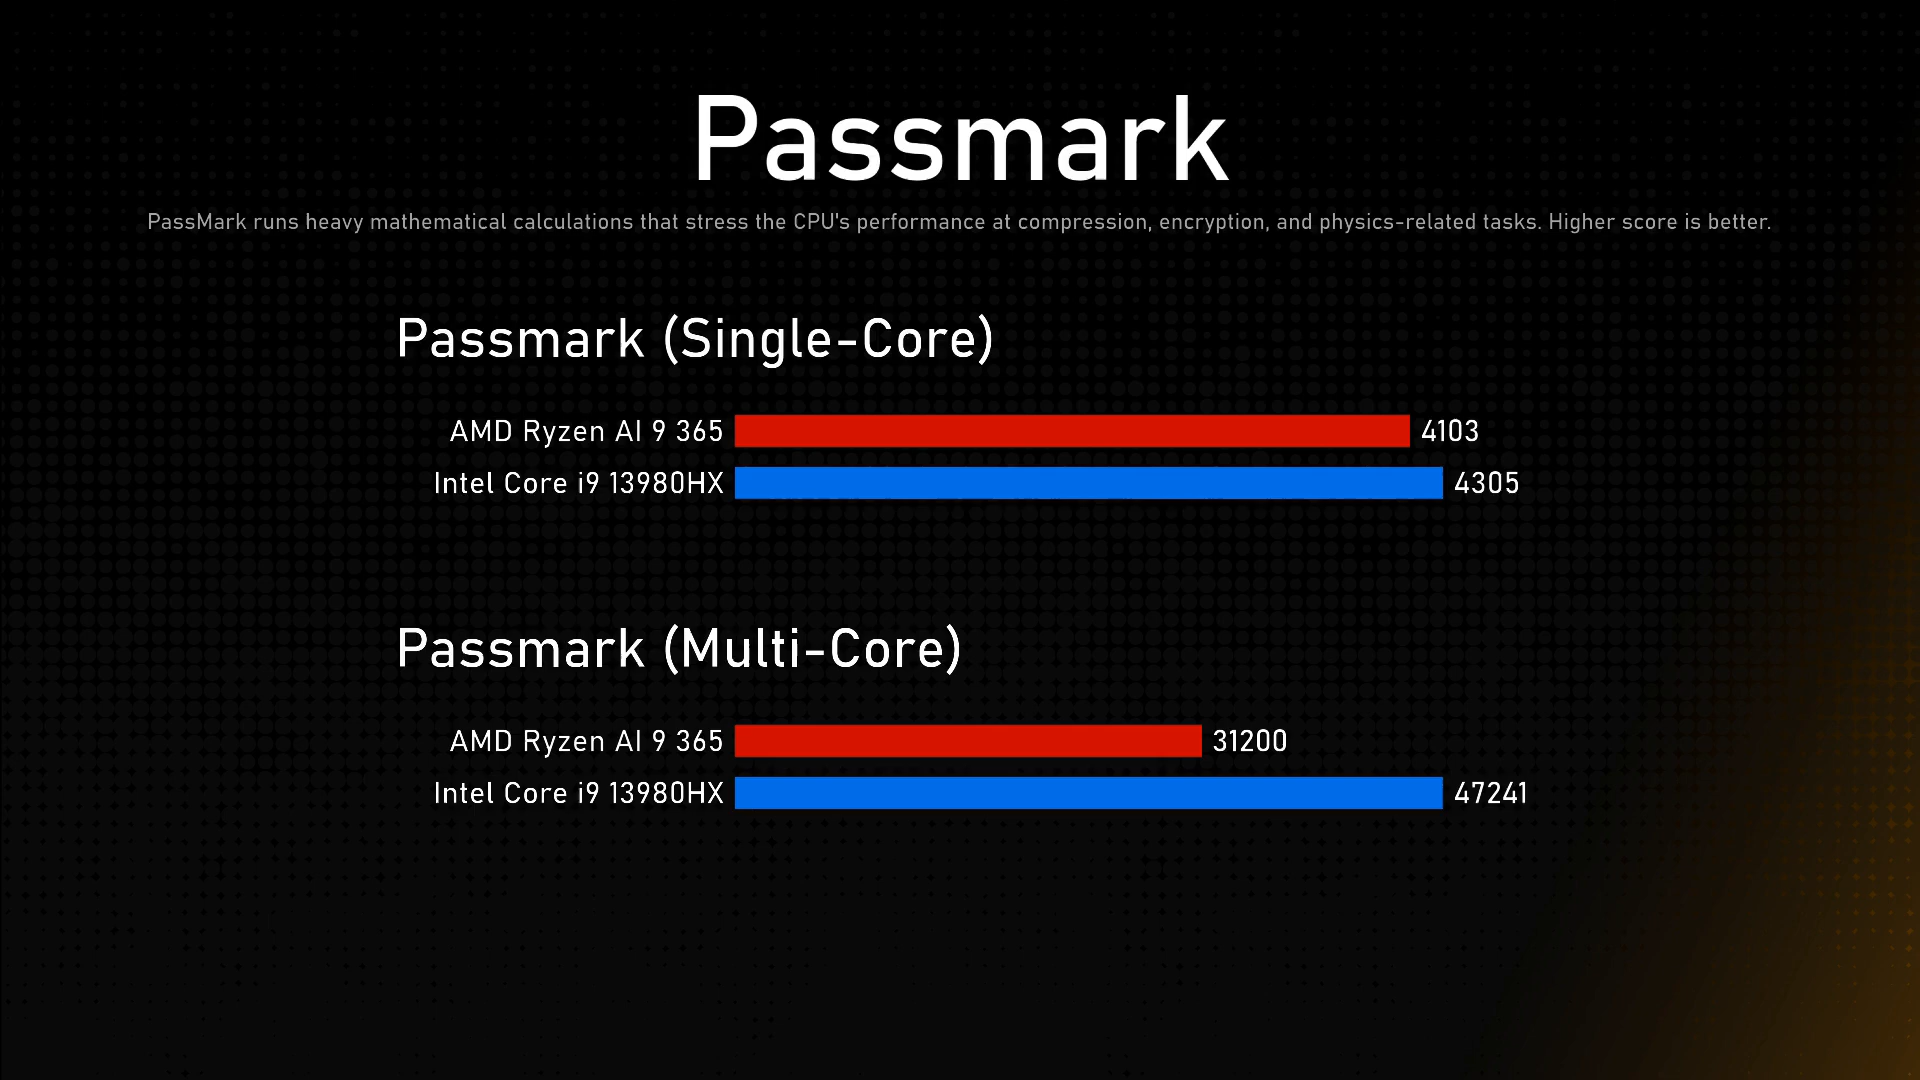 Passmark
PassMark runs heavy mathematical calculations that stress the CPU's performance at compression, encryption, and physics-related tasks. Higher score is better.
Passmark (Single-Core)
AMD Ryzen AI 9 365 4103
Intel Core i9 13980HX 4305
Passmark (Multi-Core)
AMD Ryzen AI 9 365 31200
Intel Core i9 13980HX 47241